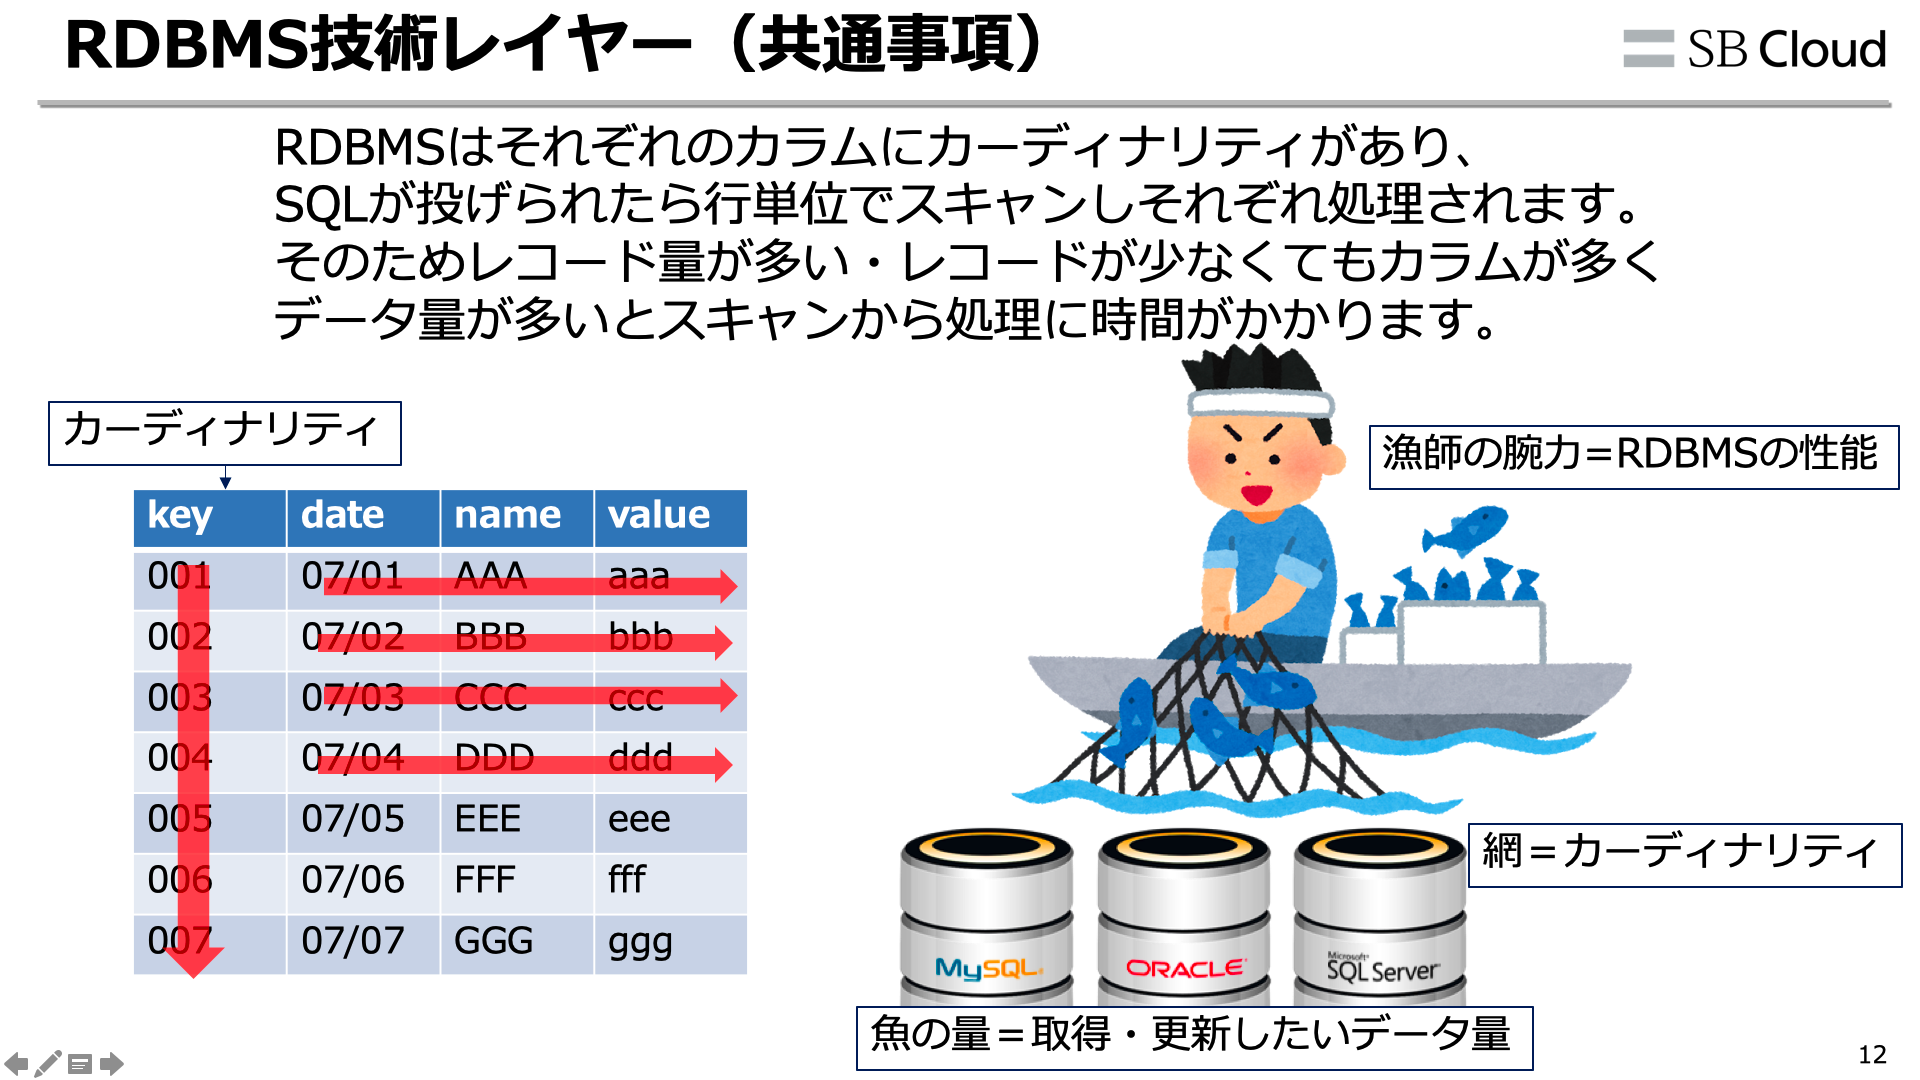 RDBMS技術レイヤー（共通事項）
SB Cloud
RDBMSはそれぞれのカラムにカーディナリティがあり、
SQLが投げられたら行単位でスキャンしそれぞれ処理されます。
そのためレコード量が多い・レコードが少なくてもカラムが多く
データ量が多いとスキャンから処理に時間がかかります。
カーディナリティ
key date name value
001 07/01 AAA aaa
002 07/02 BBB bbb
003 07/03 CCC ccc
004 07/04 DDD ddd
005 07/05 EEE eee
006 07/06 FFF fff
007 07/07 GGG ggg
漁師の腕力=RDBMSの性能
網＝カーディナリティ
MySQL®
ORACLE®
Microsoft®
SQL Server™
魚の量＝取得・更新したいデータ量
12